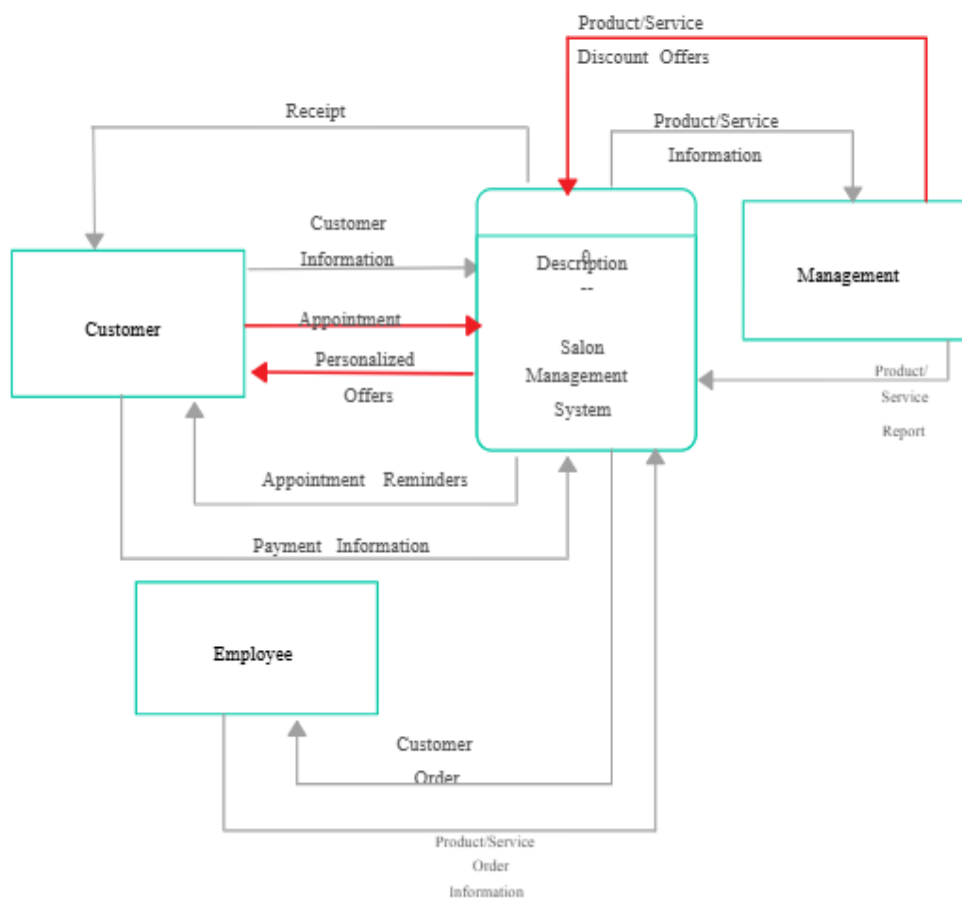 Product/Service
Discount Offers
Receipt
Product/Service
Information
Customer
Information
0
Description
--
Management
Appointment
Customer
Salon
Personalized
Management
Offers
System
Product/
Service
Report
Appointment Reminders
Payment Information
Employee
Customer
Order
Product/Service
Order
Information